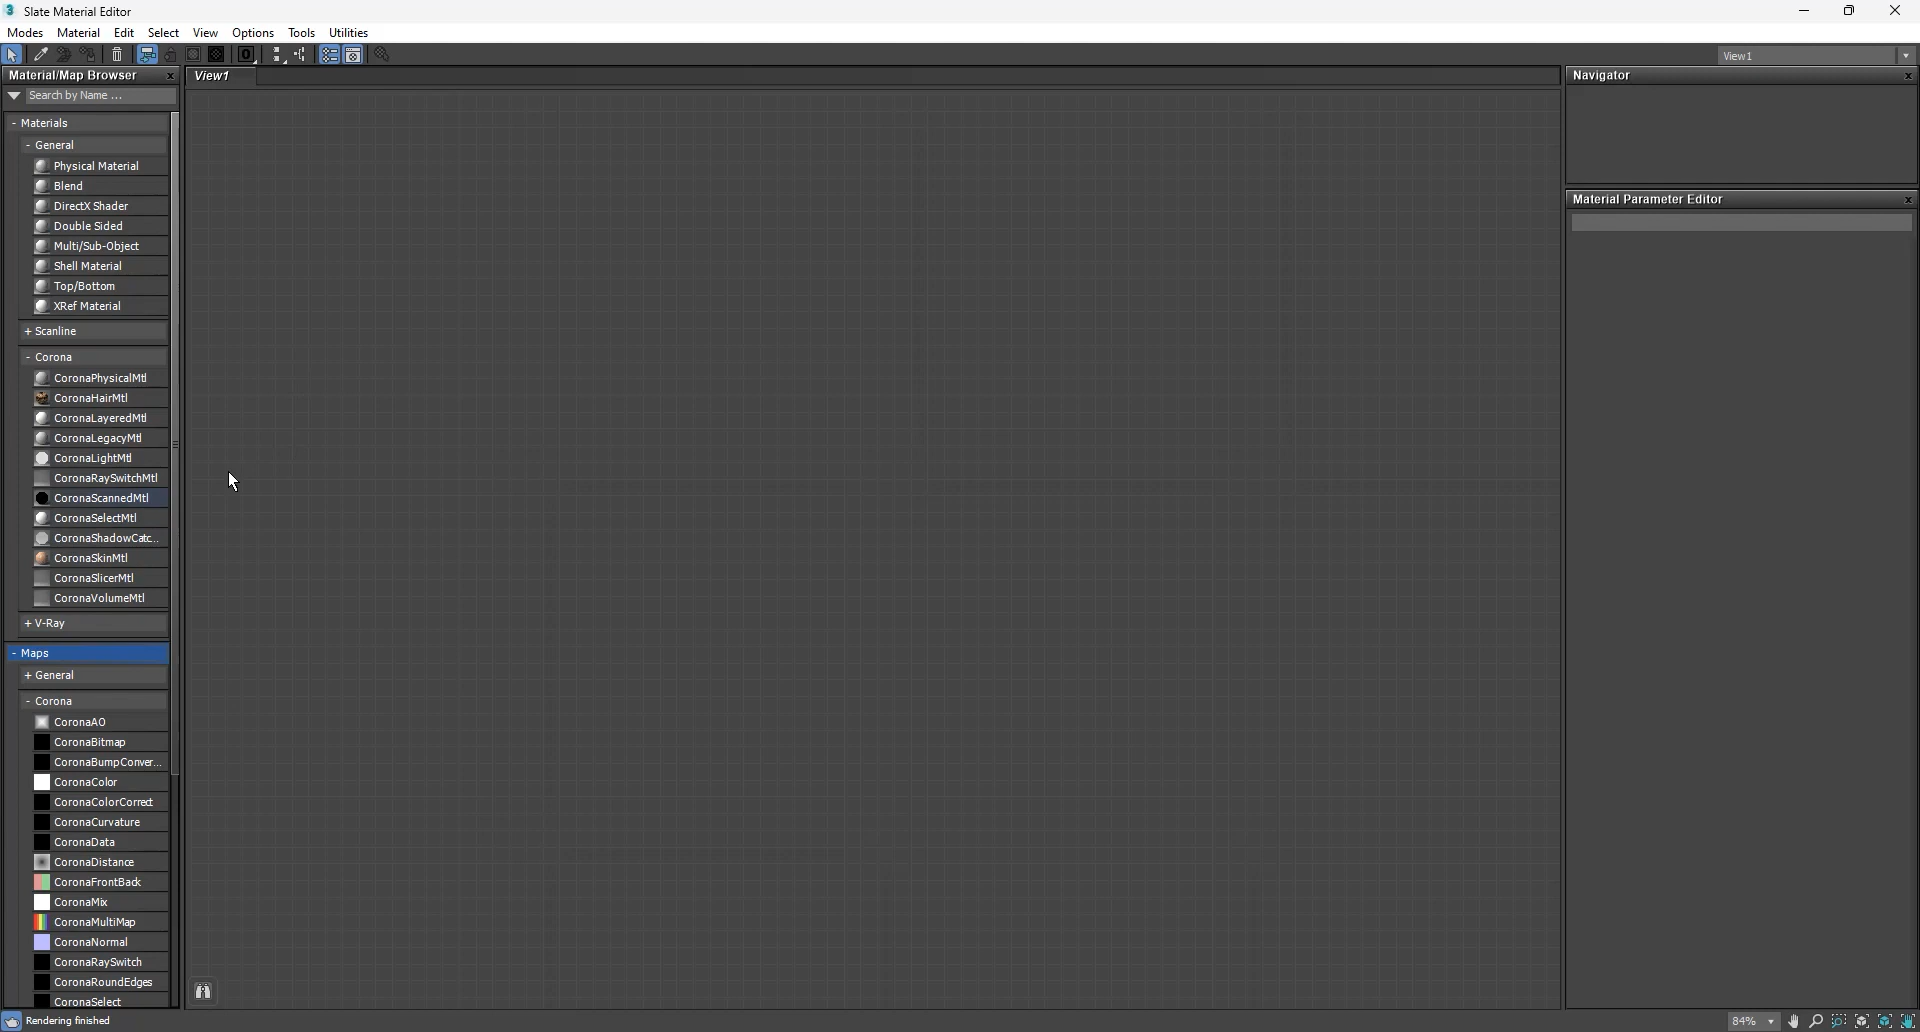 Slate Material Editor
Modes Material Edit Select View Options Tools Utilities
View1
Material/Map Browser
View1
Navigator
Search by Name ...
- Materials
- General
Physical Material
Blend
DirectX Shader
Double Sided
Multi/Sub-Object
Shell Material
Top/Bottom
XRef Material
+ Scanline
- Corona
CoronaPhysicalMtl
CoronaHairMtl
CoronaLayeredMtl
CoronaLegacyMtl
CoronaLightMtl
CoronaRaySwitchMtl
CoronaScannedMtl
CoronaSelectMtl
CoronaShadowCatc...
CoronaSkinMtl
CoronaSlicerMtl
CoronaVolumeMtl
+ V-Ray
- Maps
+ General
- Corona
CoronaAO
CoronaBitmap
CoronaBumpConver...
CoronaColor
CoronaColorCorrect
CoronaCurvature
CoronaData
CoronaDistance
CoronaFrontBack
CoronaMix
CoronaMultiMap
CoronaNormal
CoronaRaySwitch
CoronaRoundEdges
CoronaSelect
Material Parameter Editor
Rendering finished
84%